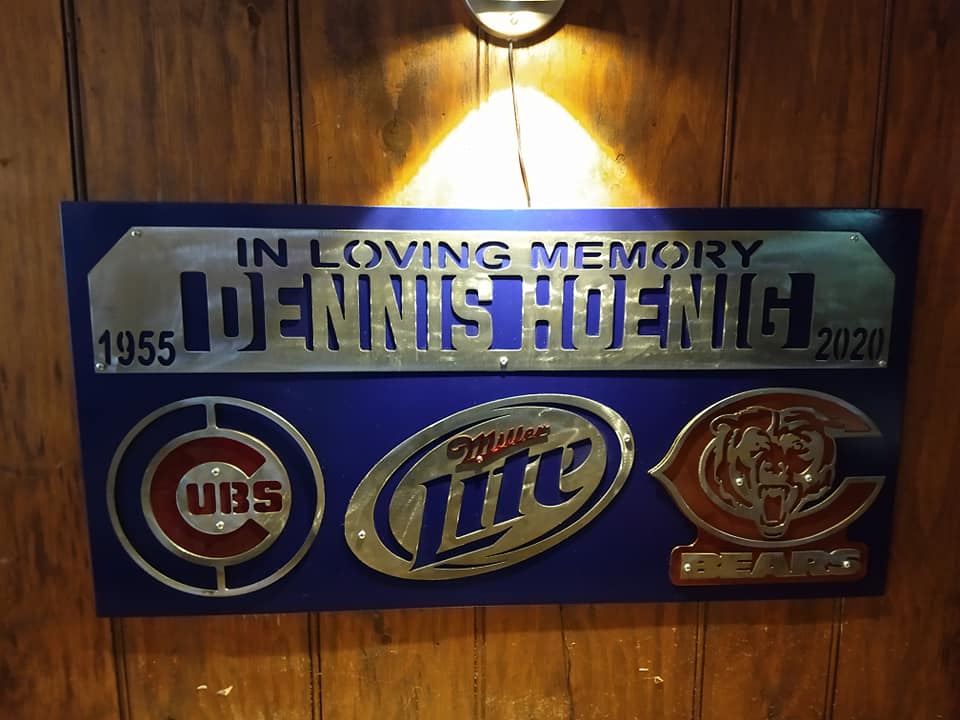 IN LOVING MEMORY
DENNIS HOENIG
1955 2020
CUBS
Miller
Lite
BEARS